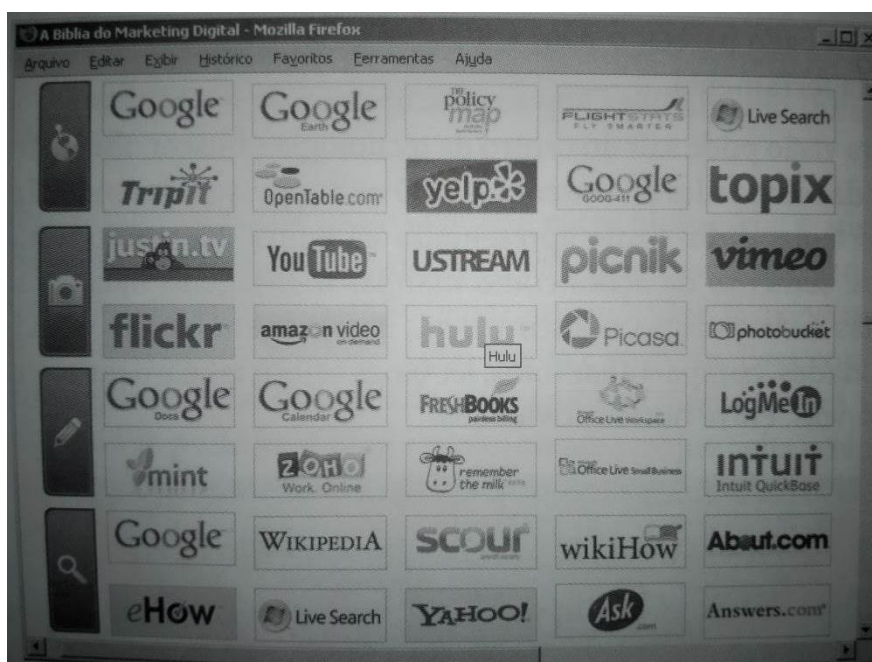 A Bíblia do Marketing Digital - Mozilla Firefox
Arquivo Editar Exibir Histórico Favoritos Ferramentas Ajuda
Google Google Earth the policy map FLIGHTSTATS FLY SMARTER Live Search
TripIt OpenTable.com yelp Google GOOG-411 topix
justin.tv YouTube USTREAM picnik vimeo
flickr amazon video on demand hulu Picasa photobucket
Hulu
Google Docs Google Calendar FRESHBOOKS painless billing Office Live Workspace LogMeIn
mint ZOHO Work. Online remember the milk Office Live Small Business INTUIT Intuit QuickBase
Google WIKIPEDIA scour wikiHow About.com
eHow Live Search YAHOO! Ask.com Answers.com